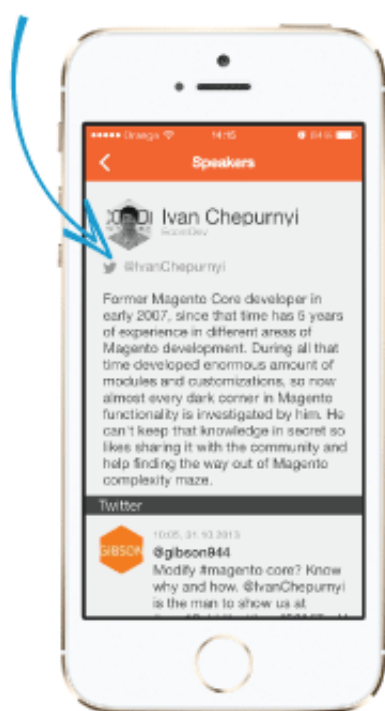 Orange 14:15 84%
Speakers
Ivan Chepurnyi
EcomDev
@IvanChepurnyi
Former Magento Core developer in
early 2007, since that time has 5 years
of experience in different areas of
Magento development. During all that
time developed enormous amount of
modules and customizations, so now
almost every dark corner in Magento
functionality is investigated by him. He
can't keep that knowledge in secret so
likes sharing it with the community and
help finding the way out of Magento
complexity maze.
Twitter
10:05, 31.10.2013
GIBSON
@gibson944
Modify #magento core? Know
why and how. @IvanChepurnyi
is the man to show us at